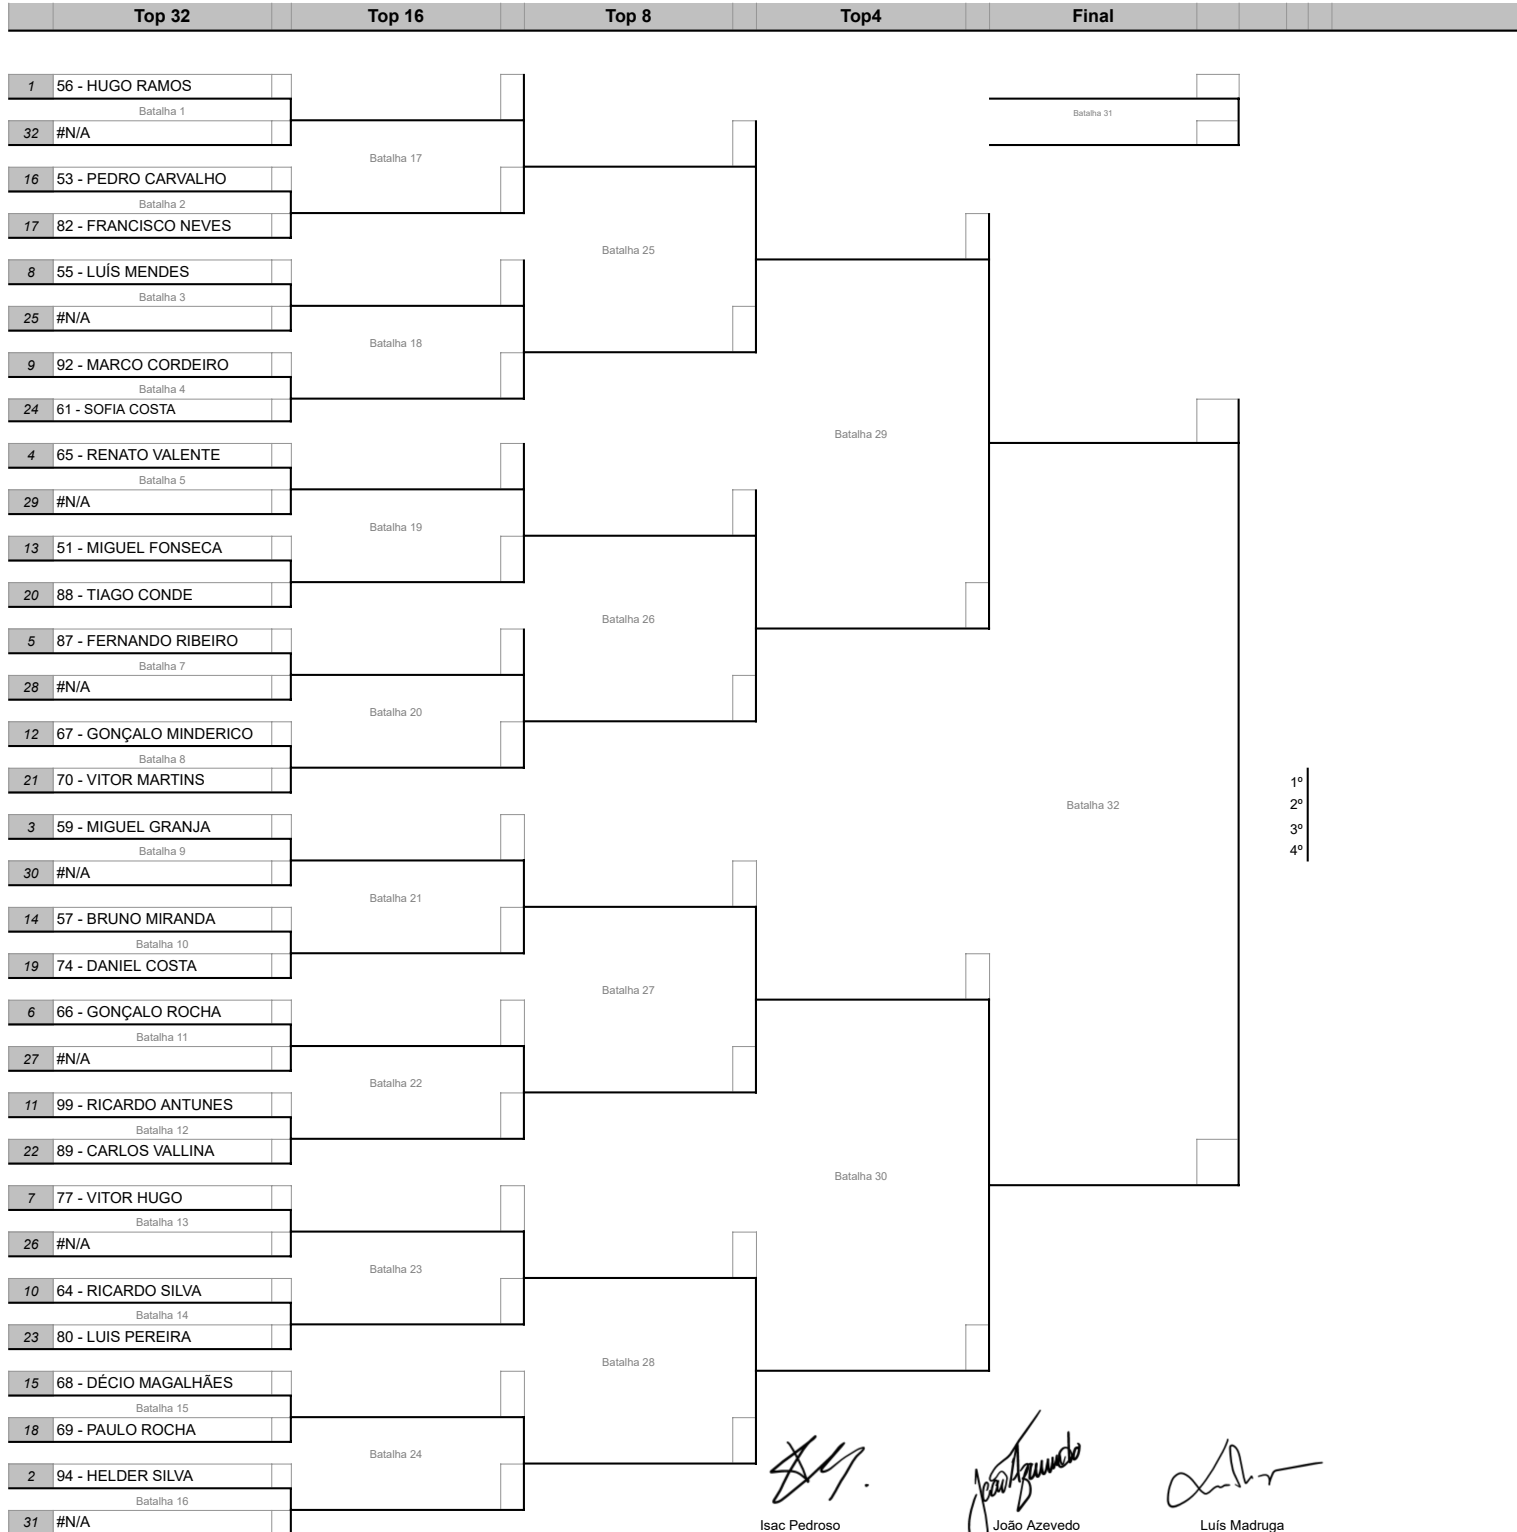 Top 32 Top 16 Top 8 Top4 Final
1 56 - HUGO RAMOS
Batalha 1
32 #N/A
Batalha 17
16 53 - PEDRO CARVALHO
Batalha 2
17 82 - FRANCISCO NEVES
Batalha 25
8 55 - LUÍS MENDES
Batalha 3
25 #N/A
Batalha 18
9 92 - MARCO CORDEIRO
Batalha 4
24 61 - SOFIA COSTA
Batalha 29
4 65 - RENATO VALENTE
Batalha 5
29 #N/A
Batalha 19
13 51 - MIGUEL FONSECA
20 88 - TIAGO CONDE
Batalha 26
5 87 - FERNANDO RIBEIRO
Batalha 7
28 #N/A
Batalha 20
12 67 - GONÇALO MINDERICO
Batalha 8
21 70 - VITOR MARTINS
Batalha 31
Batalha 32
1º
2º
3º
4º
3 59 - MIGUEL GRANJA
Batalha 9
30 #N/A
Batalha 21
14 57 - BRUNO MIRANDA
Batalha 10
19 74 - DANIEL COSTA
Batalha 27
6 66 - GONÇALO ROCHA
Batalha 11
27 #N/A
Batalha 22
11 99 - RICARDO ANTUNES
Batalha 12
22 89 - CARLOS VALLINA
Batalha 30
7 77 - VITOR HUGO
Batalha 13
26 #N/A
Batalha 23
10 64 - RICARDO SILVA
Batalha 14
23 80 - LUIS PEREIRA
Batalha 28
15 68 - DÉCIO MAGALHÃES
Batalha 15
18 69 - PAULO ROCHA
Batalha 24
2 94 - HELDER SILVA
Batalha 16
31 #N/A
João Azevedo
Isac Pedroso João Azevedo Luís Madruga